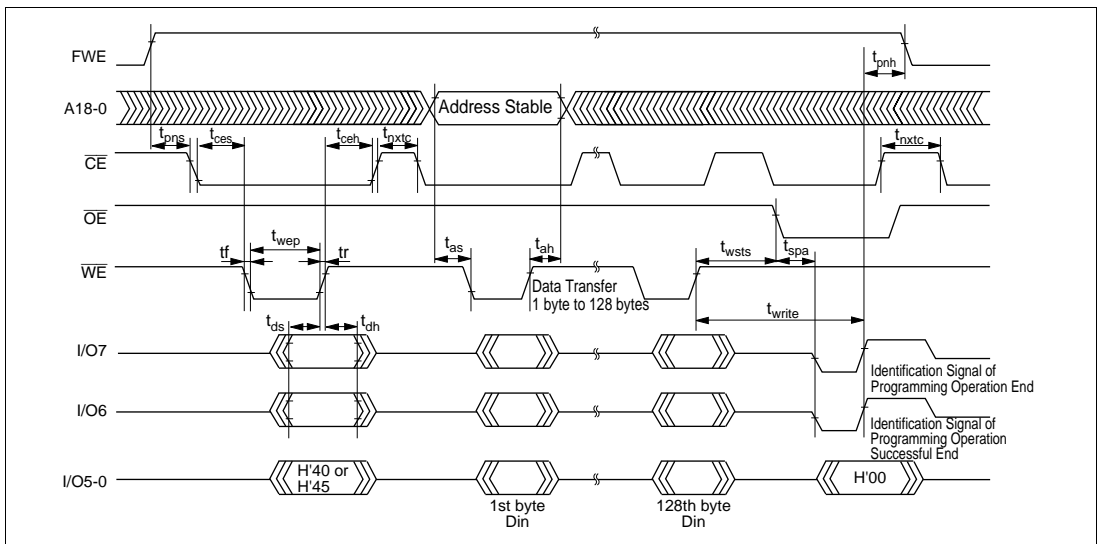 FWE
t_pnh
A18-0
Address Stable
t_pns
t_ces
t_ceh
t_nxtc
t_nxtc
CE
OE
t_wep
tf
tr
t_as
t_ah
t_wsts
t_spa
WE
Data Transfer
1 byte to 128 bytes
t_write
t_ds
t_dh
I/O7
Identification Signal of
Programming Operation End
I/O6
Identification Signal of
Programming Operation
Successful End
I/O5-0
H'40 or
H'45
H'00
1st byte
Din
128th byte
Din